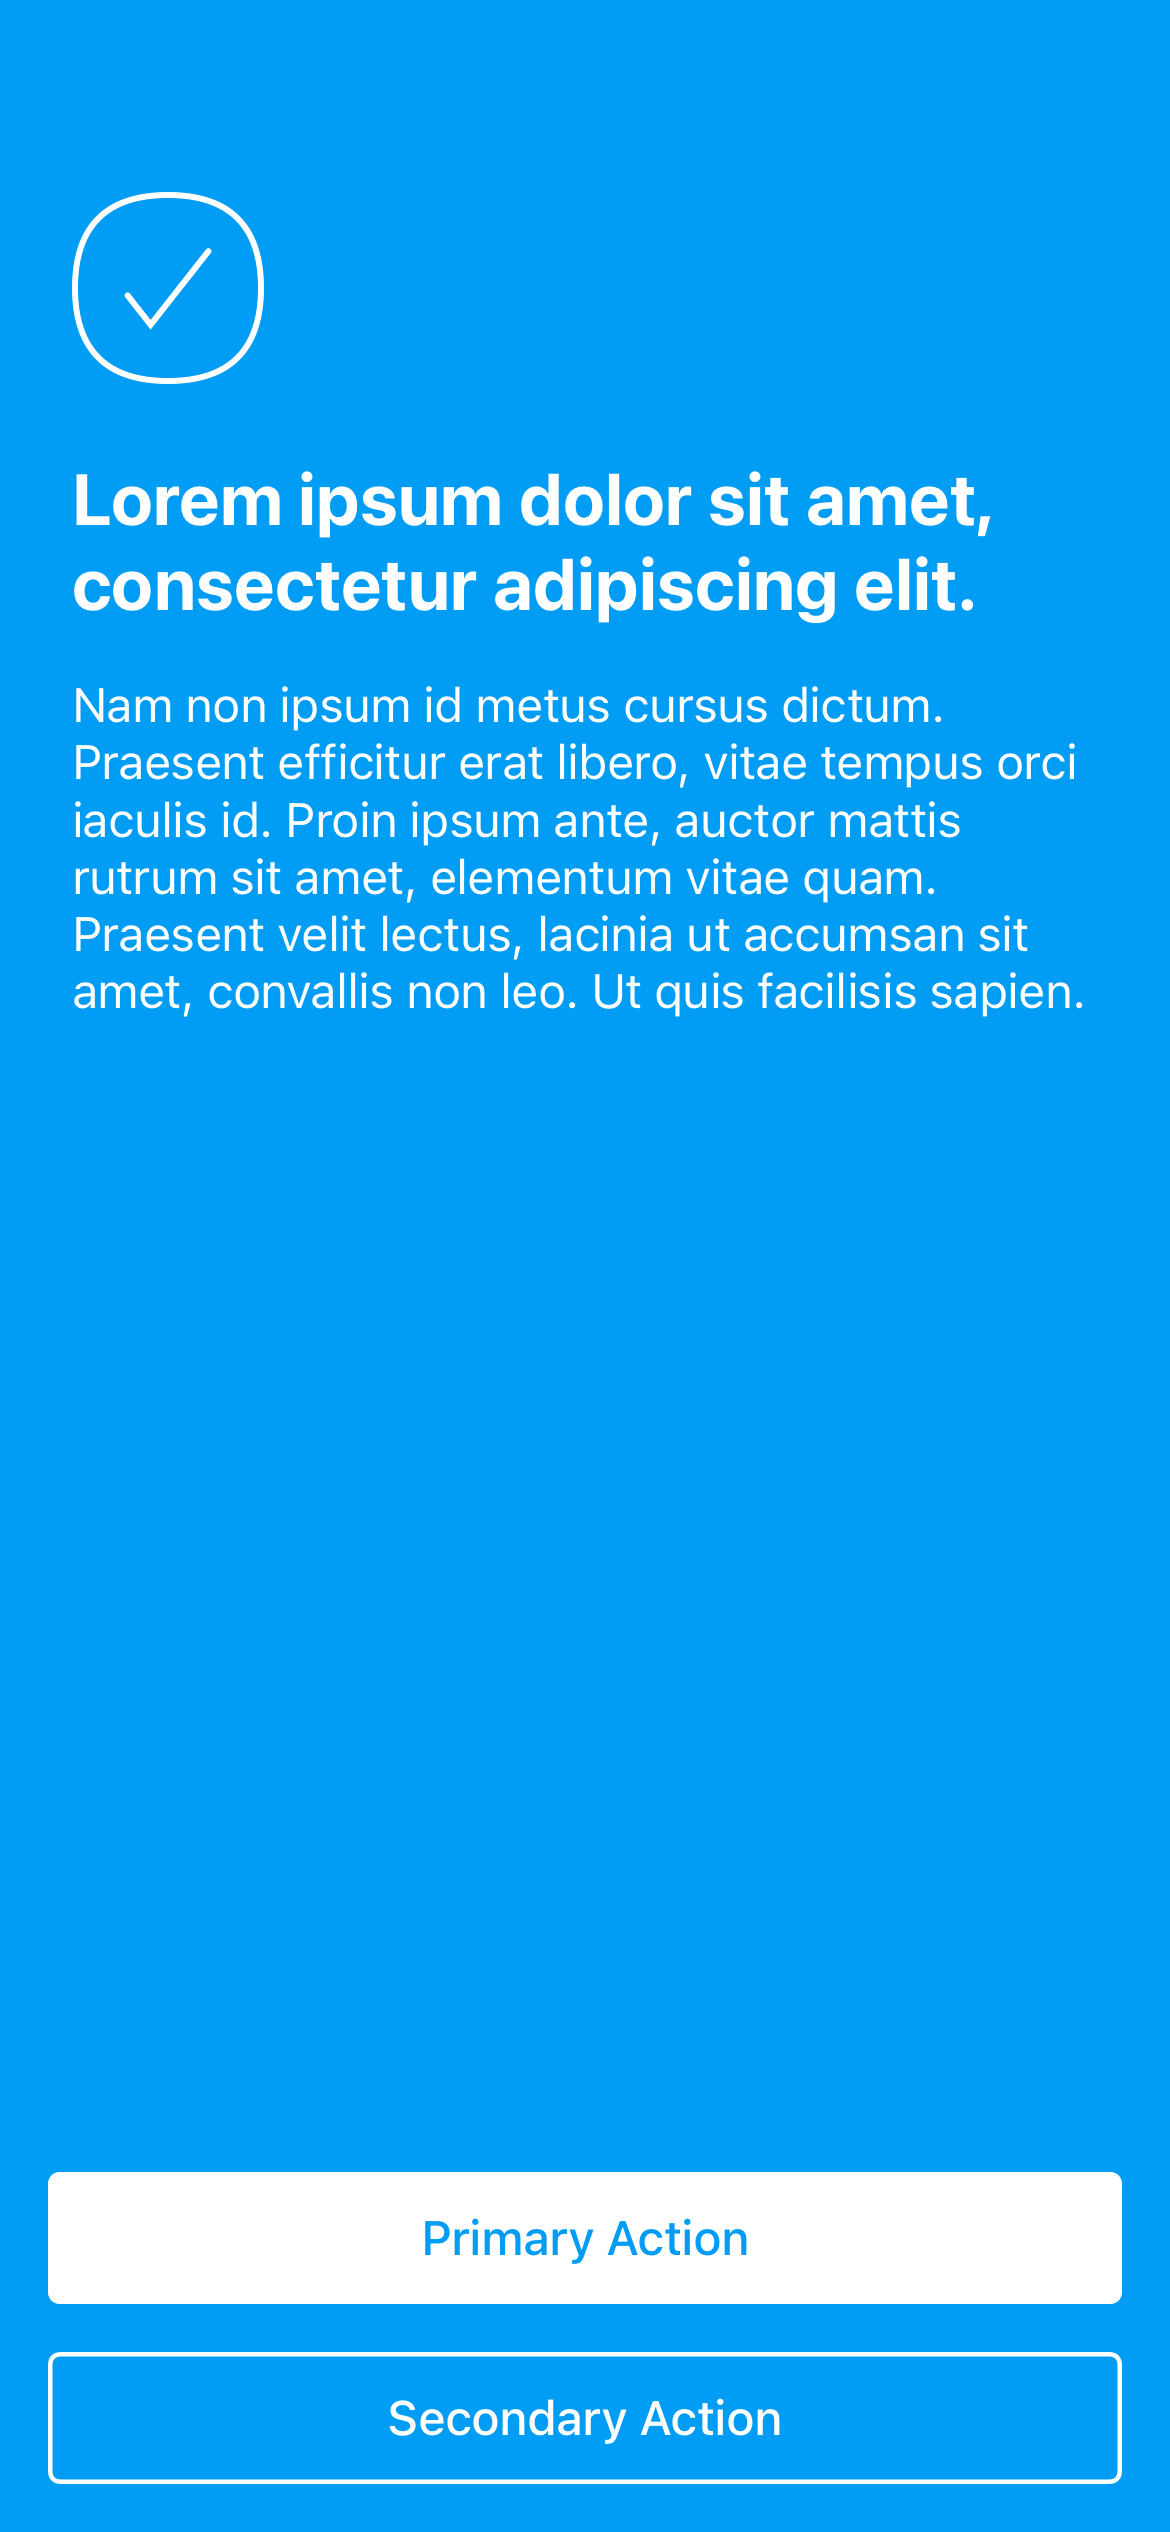 Lorem ipsum dolor sit amet,
consectetur adipiscing elit.
Nam non ipsum id metus cursus dictum.
Praesent efficitur erat libero, vitae tempus orci
iaculis id. Proin ipsum ante, auctor mattis
rutrum sit amet, elementum vitae quam.
Praesent velit lectus, lacinia ut accumsan sit
amet, convallis non leo. Ut quis facilisis sapien.
Primary Action
Secondary Action